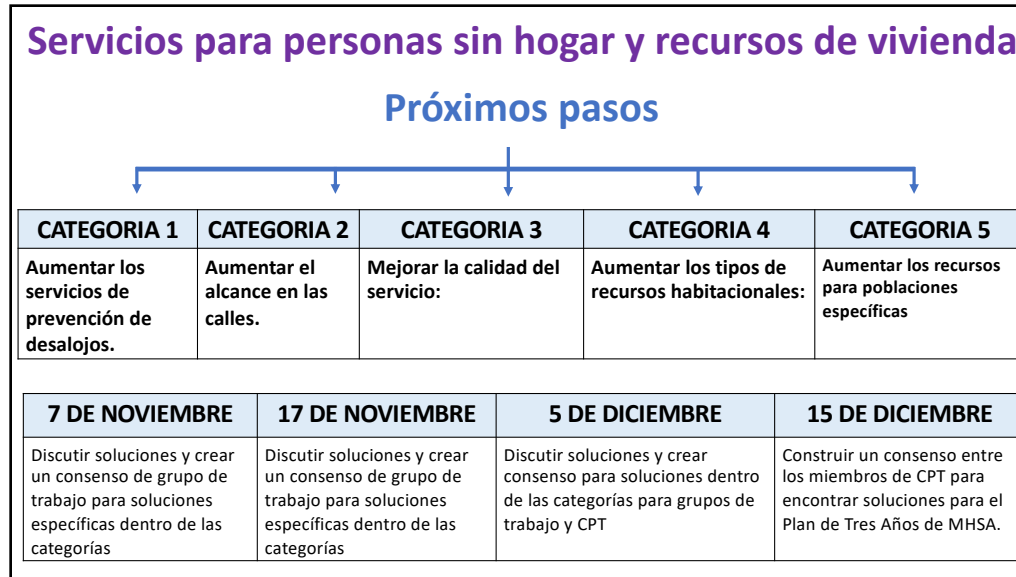 Servicios para personas sin hogar y recursos de vivienda
Próximos pasos
CATEGORIA 1
CATEGORIA 2
CATEGORIA 3
CATEGORIA 4
CATEGORIA 5
Aumentar los
servicios de
prevención de
desalojos.
Aumentar el
alcance en las
calles.
Mejorar la calidad del
servicio:
Aumentar los tipos de
recursos habitacionales:
Aumentar los recursos
para poblaciones
específicas
7 DE NOVIEMBRE
17 DE NOVIEMBRE
5 DE DICIEMBRE
15 DE DICIEMBRE
Discutir soluciones y crear
un consenso de grupo de
trabajo para soluciones
específicas dentro de las
categorías
Discutir soluciones y crear
un consenso de grupo de
trabajo para soluciones
específicas dentro de las
categorías
Discutir soluciones y crear
consenso para soluciones dentro
de las categorías para grupos de
trabajo y CPT
Construir un consenso entre
los miembros de CPT para
encontrar soluciones para el
Plan de Tres Años de MHSA.